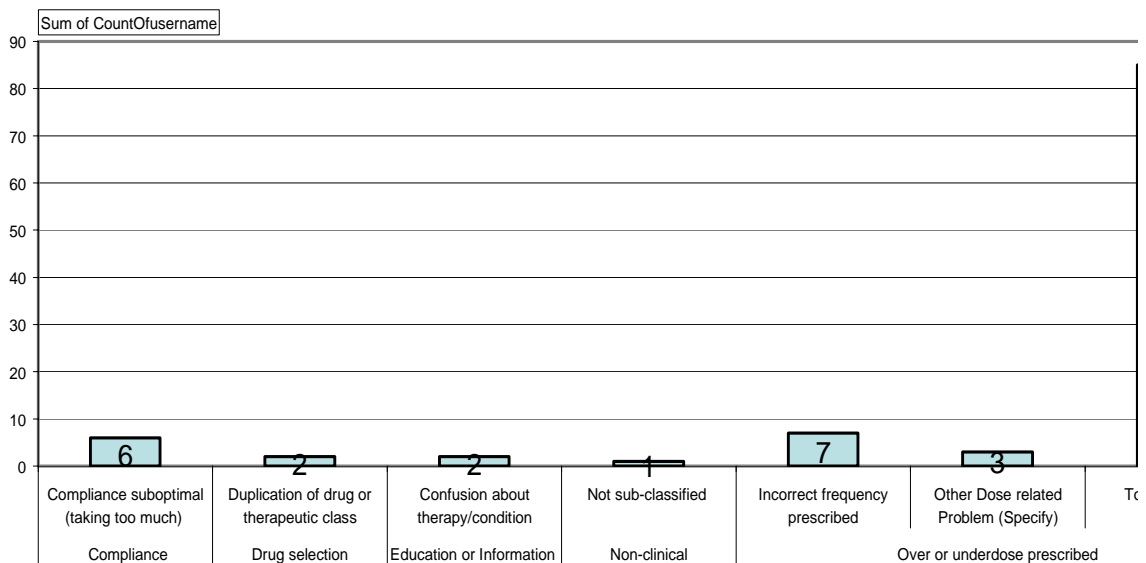 Sum of CountOfusername
90
80
70
60
50
40
30
20
10
0
6
2
2
1
7
3
Compliance suboptimal
(taking too much)
Duplication of drug or
therapeutic class
Confusion about
therapy/condition
Not sub-classified
Incorrect frequency
prescribed
Other Dose related
Problem (Specify)
Compliance
Drug selection
Education or Information
Non-clinical
Over or underdose prescribed